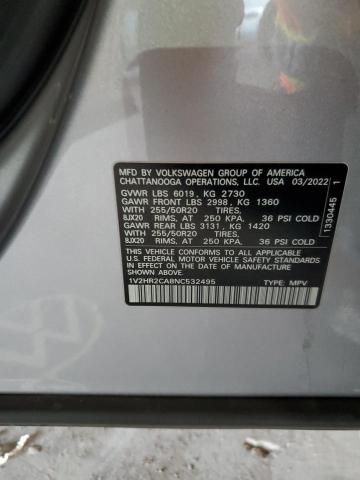 MFD. BY VOLKSWAGEN GROUP OF AMERICA
CHATTANOOGA OPERATIONS, LLC. USA 03/2022
GVWR LBS 6019, KG 2730
GAWR FRONT LBS 2998, KG 1360
WITH 255/50R20 TIRES.
8JX20 RIMS, AT 250 KPA, 36 PSI COLD
GAWR REAR LBS 3131, KG 1420
WITH 255/50R20 TIRES.
8JX20 RIMS, AT 250 KPA, 36 PSI COLD
THIS VEHICLE CONFORMS TO ALL APPLICABLE
U.S. FEDERAL MOTOR VEHICLE SAFETY STANDARDS
IN EFFECT ON THE DATE OF MANUFACTURE
SHOWN ABOVE.
1V2HR2CA8NC532495
TYPE: MPV
1330445 1